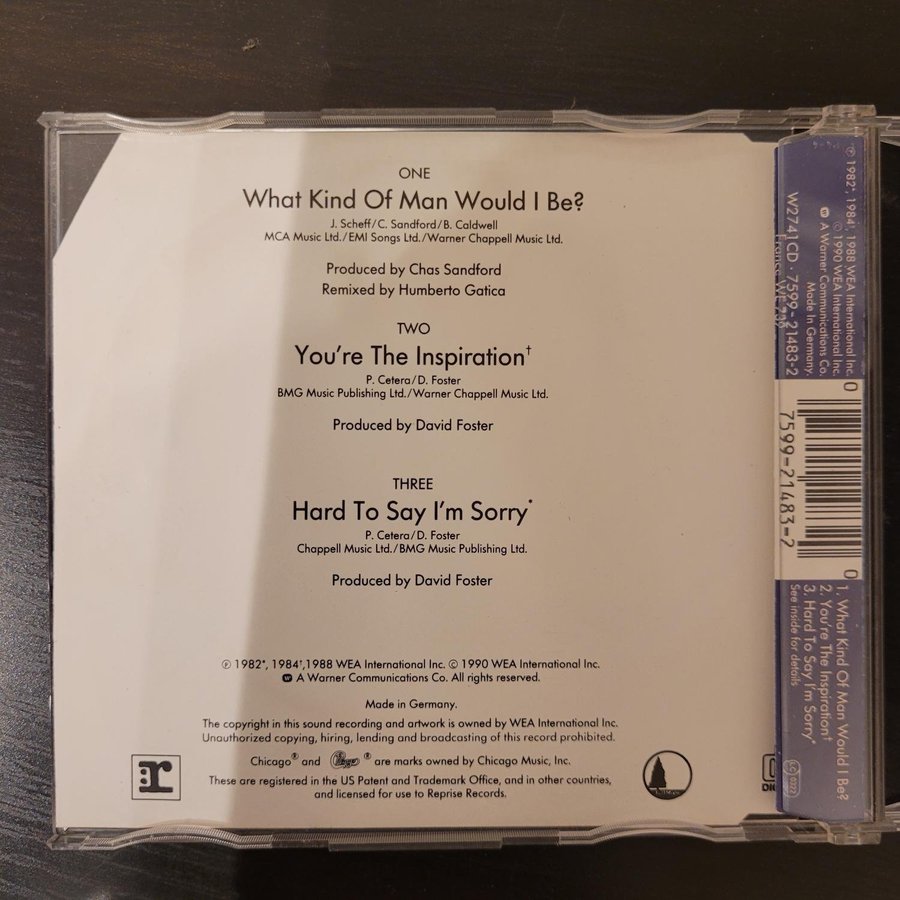 ONE
What Kind Of Man Would I Be?
J. Scheff/C. Sandford/B. Caldwell
MCA Music Ltd./EMI Songs Ltd./Warner Chappell Music Ltd.
Produced by Chas Sandford
Remixed by Humberto Gatica
TWO
You're The Inspiration†
P. Cetera/D. Foster
BMG Music Publishing Ltd./Warner Chappell Music Ltd.
Produced by David Foster
THREE
Hard To Say I'm Sorry*
P. Cetera/D. Foster
Chappell Music Ltd./BMG Music Publishing Ltd.
Produced by David Foster
℗ 1982*, 1984†,1988 WEA International Inc. © 1990 WEA International Inc.
A Warner Communications Co. All rights reserved.
Made in Germany.
The copyright in this sound recording and artwork is owned by WEA International Inc.
Unauthorized copying, hiring, lending and broadcasting of this record prohibited.
Chicago® and Chicago® are marks owned by Chicago Music, Inc.
These are registered in the US Patent and Trademark Office, and in other countries,
and licensed for use to Reprise Records.
:r
℗ 1982*, 1984†, 1988 WEA International Inc.
© 1990 WEA International Inc.
A Warner Communications Co.
Made In Germany
W2741CD · 7599-21483-2
France: WE
0
7599-21483-2
0
1. What Kind Of Man Would I Be?
2. You're The Inspiration†
3. Hard To Say I'm Sorry*
See inside for details
LC 0322